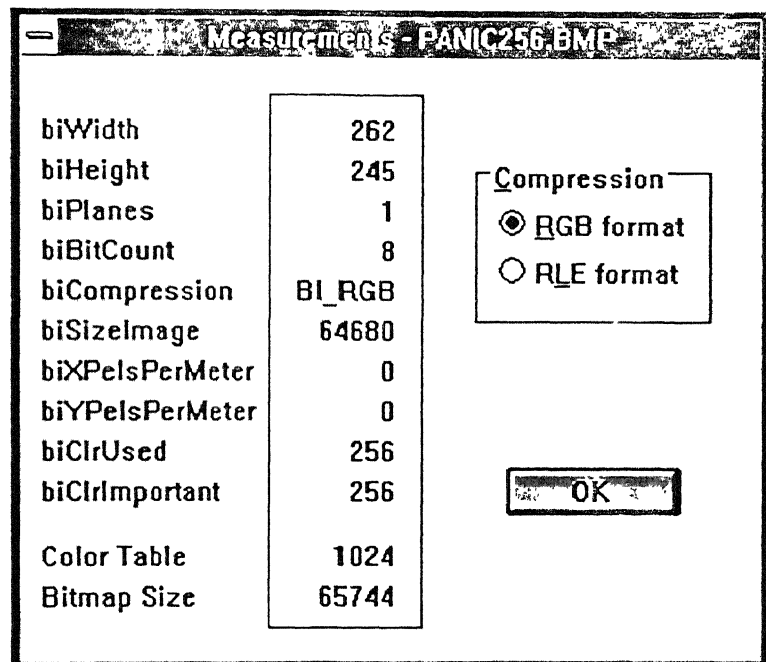 Measurements - PANIC256.BMP
biWidth 262
biHeight 245
biPlanes 1
biBitCount 8
biCompression BI_RGB
biSizeImage 64680
biXPelsPerMeter 0
biYPelsPerMeter 0
biClrUsed 256
biClrImportant 256
Color Table 1024
Bitmap Size 65744
Compression
RGB format
RLE format
OK